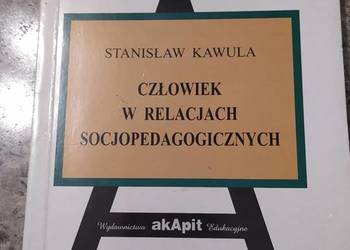 STANISŁAW KAWULA
CZŁOWIEK
W RELACJACH
SOCJOPEDAGOGICZNYCH
Wydawnictwo akApit Edukacyjne